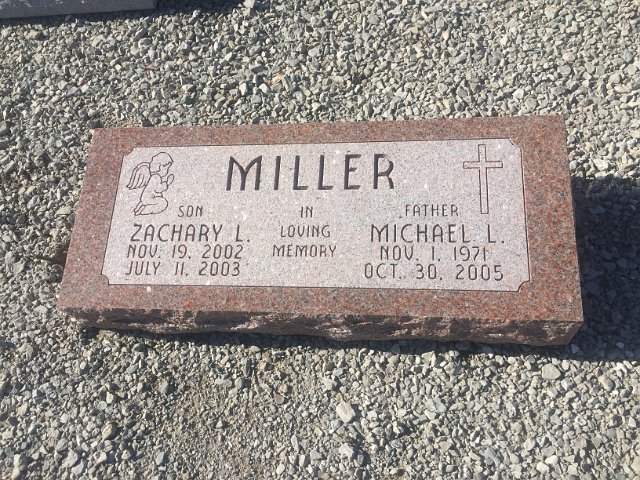 MILLER
SON
ZACHARY L.
NOV. 19. 2002
JULY 11. 2003
IN
LOVING
MEMORY
FATHER
MICHAEL L.
NOV. 1. 1971
OCT. 30. 2005